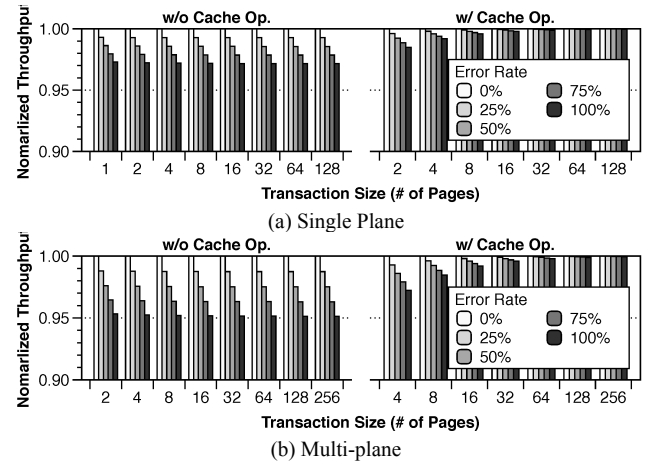 w/o Cache Op. w/ Cache Op.
Nomarlized Throughput
1.00
0.95
0.90
Error Rate
0% 75%
25% 100%
50%
1 2 4 8 16 32 64 128 2 4 8 16 32 64 128
Transaction Size (# of Pages)
(a) Single Plane
w/o Cache Op. w/ Cache Op.
Nomarlized Throughput
1.00
0.95
0.90
Error Rate
0% 75%
25% 100%
50%
2 4 8 16 32 64 128 256 4 8 16 32 64 128 256
Transaction Size (# of Pages)
(b) Multi-plane